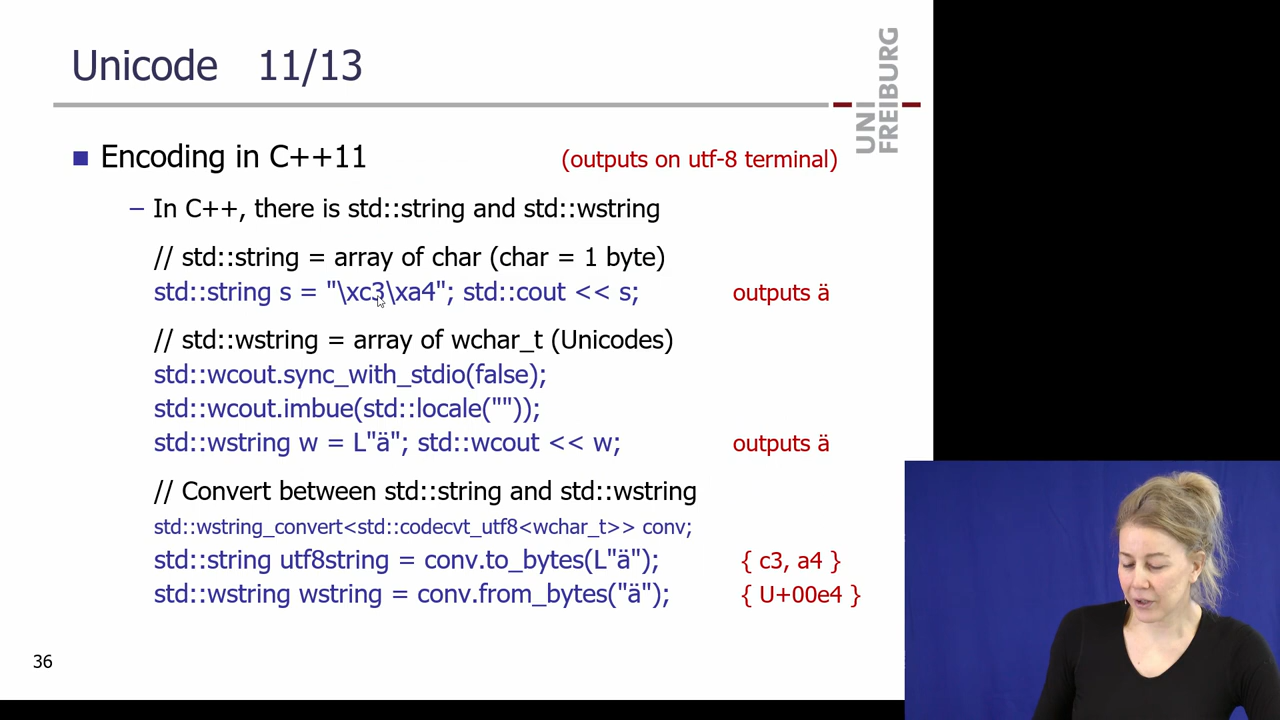 Unicode 11/13
UNI
FREIBURG
Encoding in C++11 (outputs on utf-8 terminal)
– In C++, there is std::string and std::wstring
// std::string = array of char (char = 1 byte)
std::string s = "\xc3\xa4"; std::cout << s; outputs ä
// std::wstring = array of wchar_t (Unicodes)
std::wcout.sync_with_stdio(false);
std::wcout.imbue(std::locale(""));
std::wstring w = L"ä"; std::wcout << w; outputs ä
// Convert between std::string and std::wstring
std::wstring_convert<std::codecvt_utf8<wchar_t>> conv;
std::string utf8string = conv.to_bytes(L"ä"); { c3, a4 }
std::wstring wstring = conv.from_bytes("ä"); { U+00e4 }
36